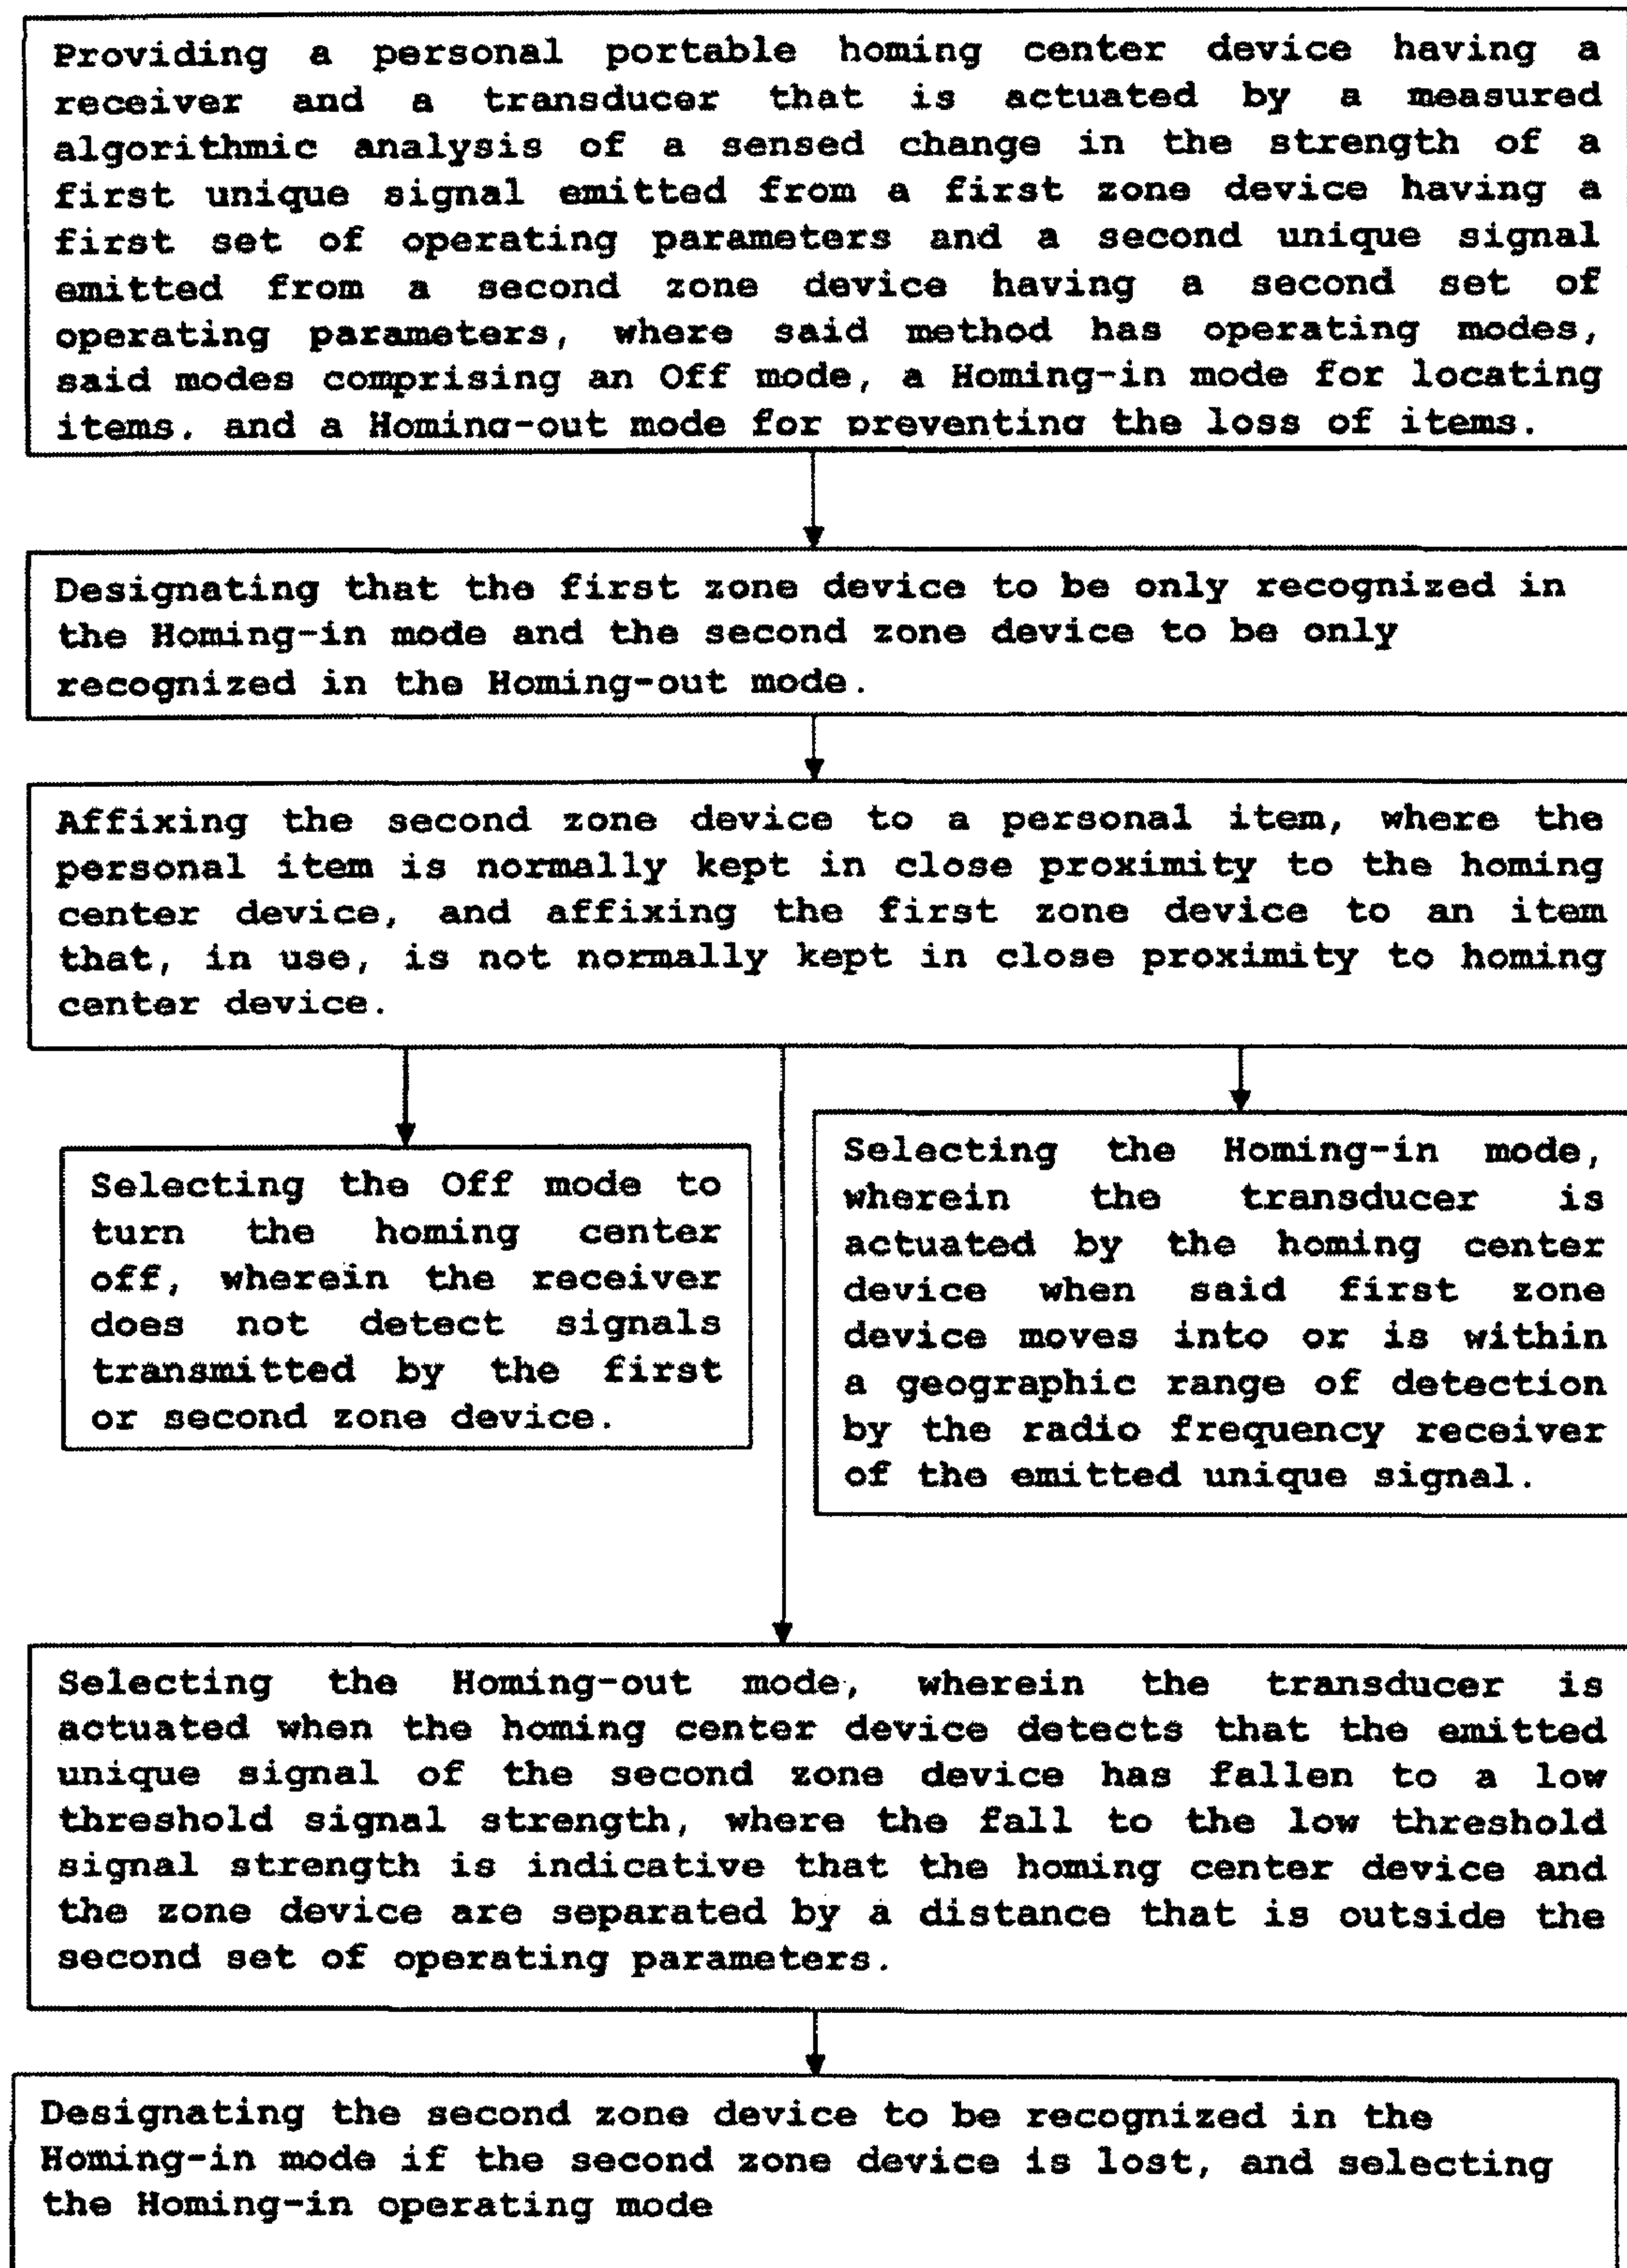 Providing a personal portable homing center device having a
receiver and a transducer that is actuated by a measured
algorithmic analysis of a sensed change in the strength of a
first unique signal emitted from a first zone device having a
first set of operating parameters and a second unique signal
emitted from a second zone device having a second set of
operating parameters, where said method has operating modes,
said modes comprising an Off mode, a Homing-in mode for locating
items, and a Homing-out mode for preventing the loss of items.
Designating that the first zone device to be only recognized in
the Homing-in mode and the second zone device to be only
recognized in the Homing-out mode.
Affixing the second zone device to a personal item, where the
personal item is normally kept in close proximity to the homing
center device, and affixing the first zone device to an item
that, in use, is not normally kept in close proximity to homing
center device.
Selecting the Off mode to
turn the homing center
off, wherein the receiver
does not detect signals
transmitted by the first
or second zone device.
Selecting the Homing-in mode,
wherein the transducer is
actuated by the homing center
device when said first zone
device moves into or is within
a geographic range of detection
by the radio frequency receiver
of the emitted unique signal.
Selecting the Homing-out mode, wherein the transducer is
actuated when the homing center device detects that the emitted
unique signal of the second zone device has fallen to a low
threshold signal strength, where the fall to the low threshold
signal strength is indicative that the homing center device and
the zone device are separated by a distance that is outside the
second set of operating parameters.
Designating the second zone device to be recognized in the
Homing-in mode if the second zone device is lost, and selecting
the Homing-in operating mode